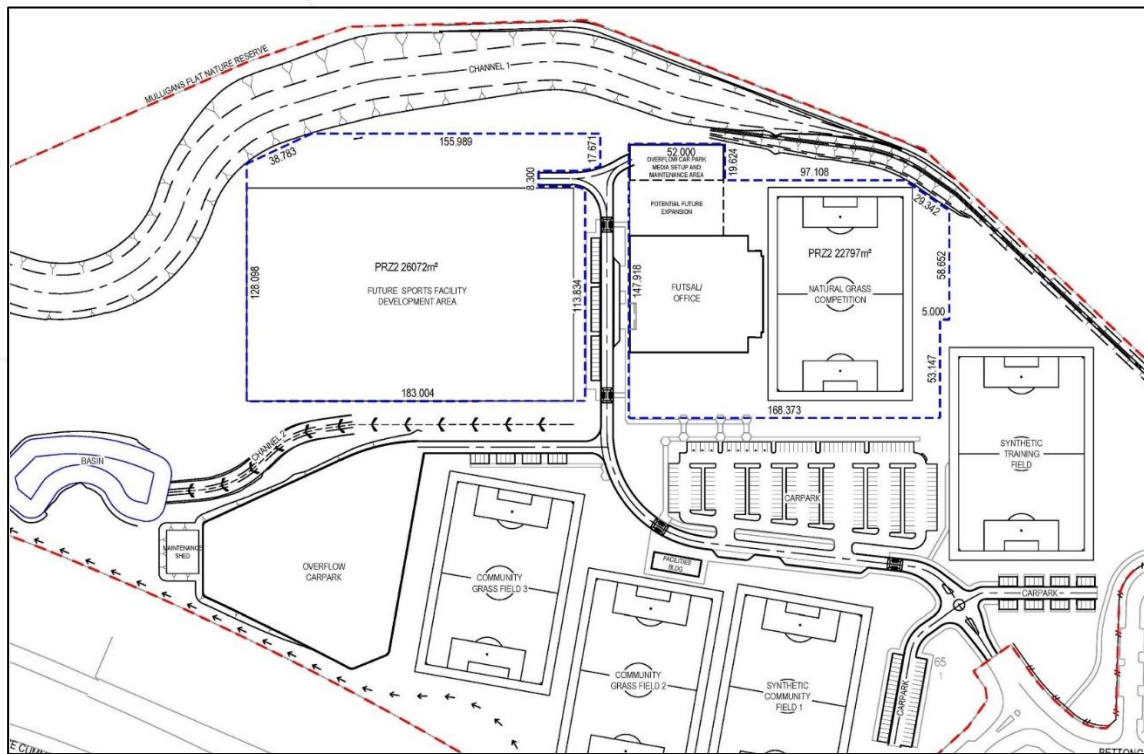 MULLIGANS FLAT NATURE RESERVE
CHANNEL 1
155.989
38.783
17.671
8.300
52.000
OVERFLOW CAR PARK
MEDIA SETUP AND
MAINTENANCE AREA
19.624
97.108
29.342
POTENTIAL FUTURE
EXPANSION
PRZ2 26072m²
FUTURE SPORTS FACILITY
DEVELOPMENT AREA
128.098
113.834
183.004
147.918
FUTSAL/
OFFICE
PRZ2 22797m²
NATURAL GRASS
COMPETITION
58.652
5.000
53.147
168.373
SYNTHETIC
TRAINING
FIELD
CHANNEL 2
BASIN
MAINTENANCE
SHED
OVERFLOW
CARPARK
CARPARK
FACILITIES
BLDG
COMMUNITY
GRASS FIELD 3
COMMUNITY
GRASS FIELD 2
SYNTHETIC
COMMUNITY
FIELD 1
CARPARK
CARPARK
65
1
D